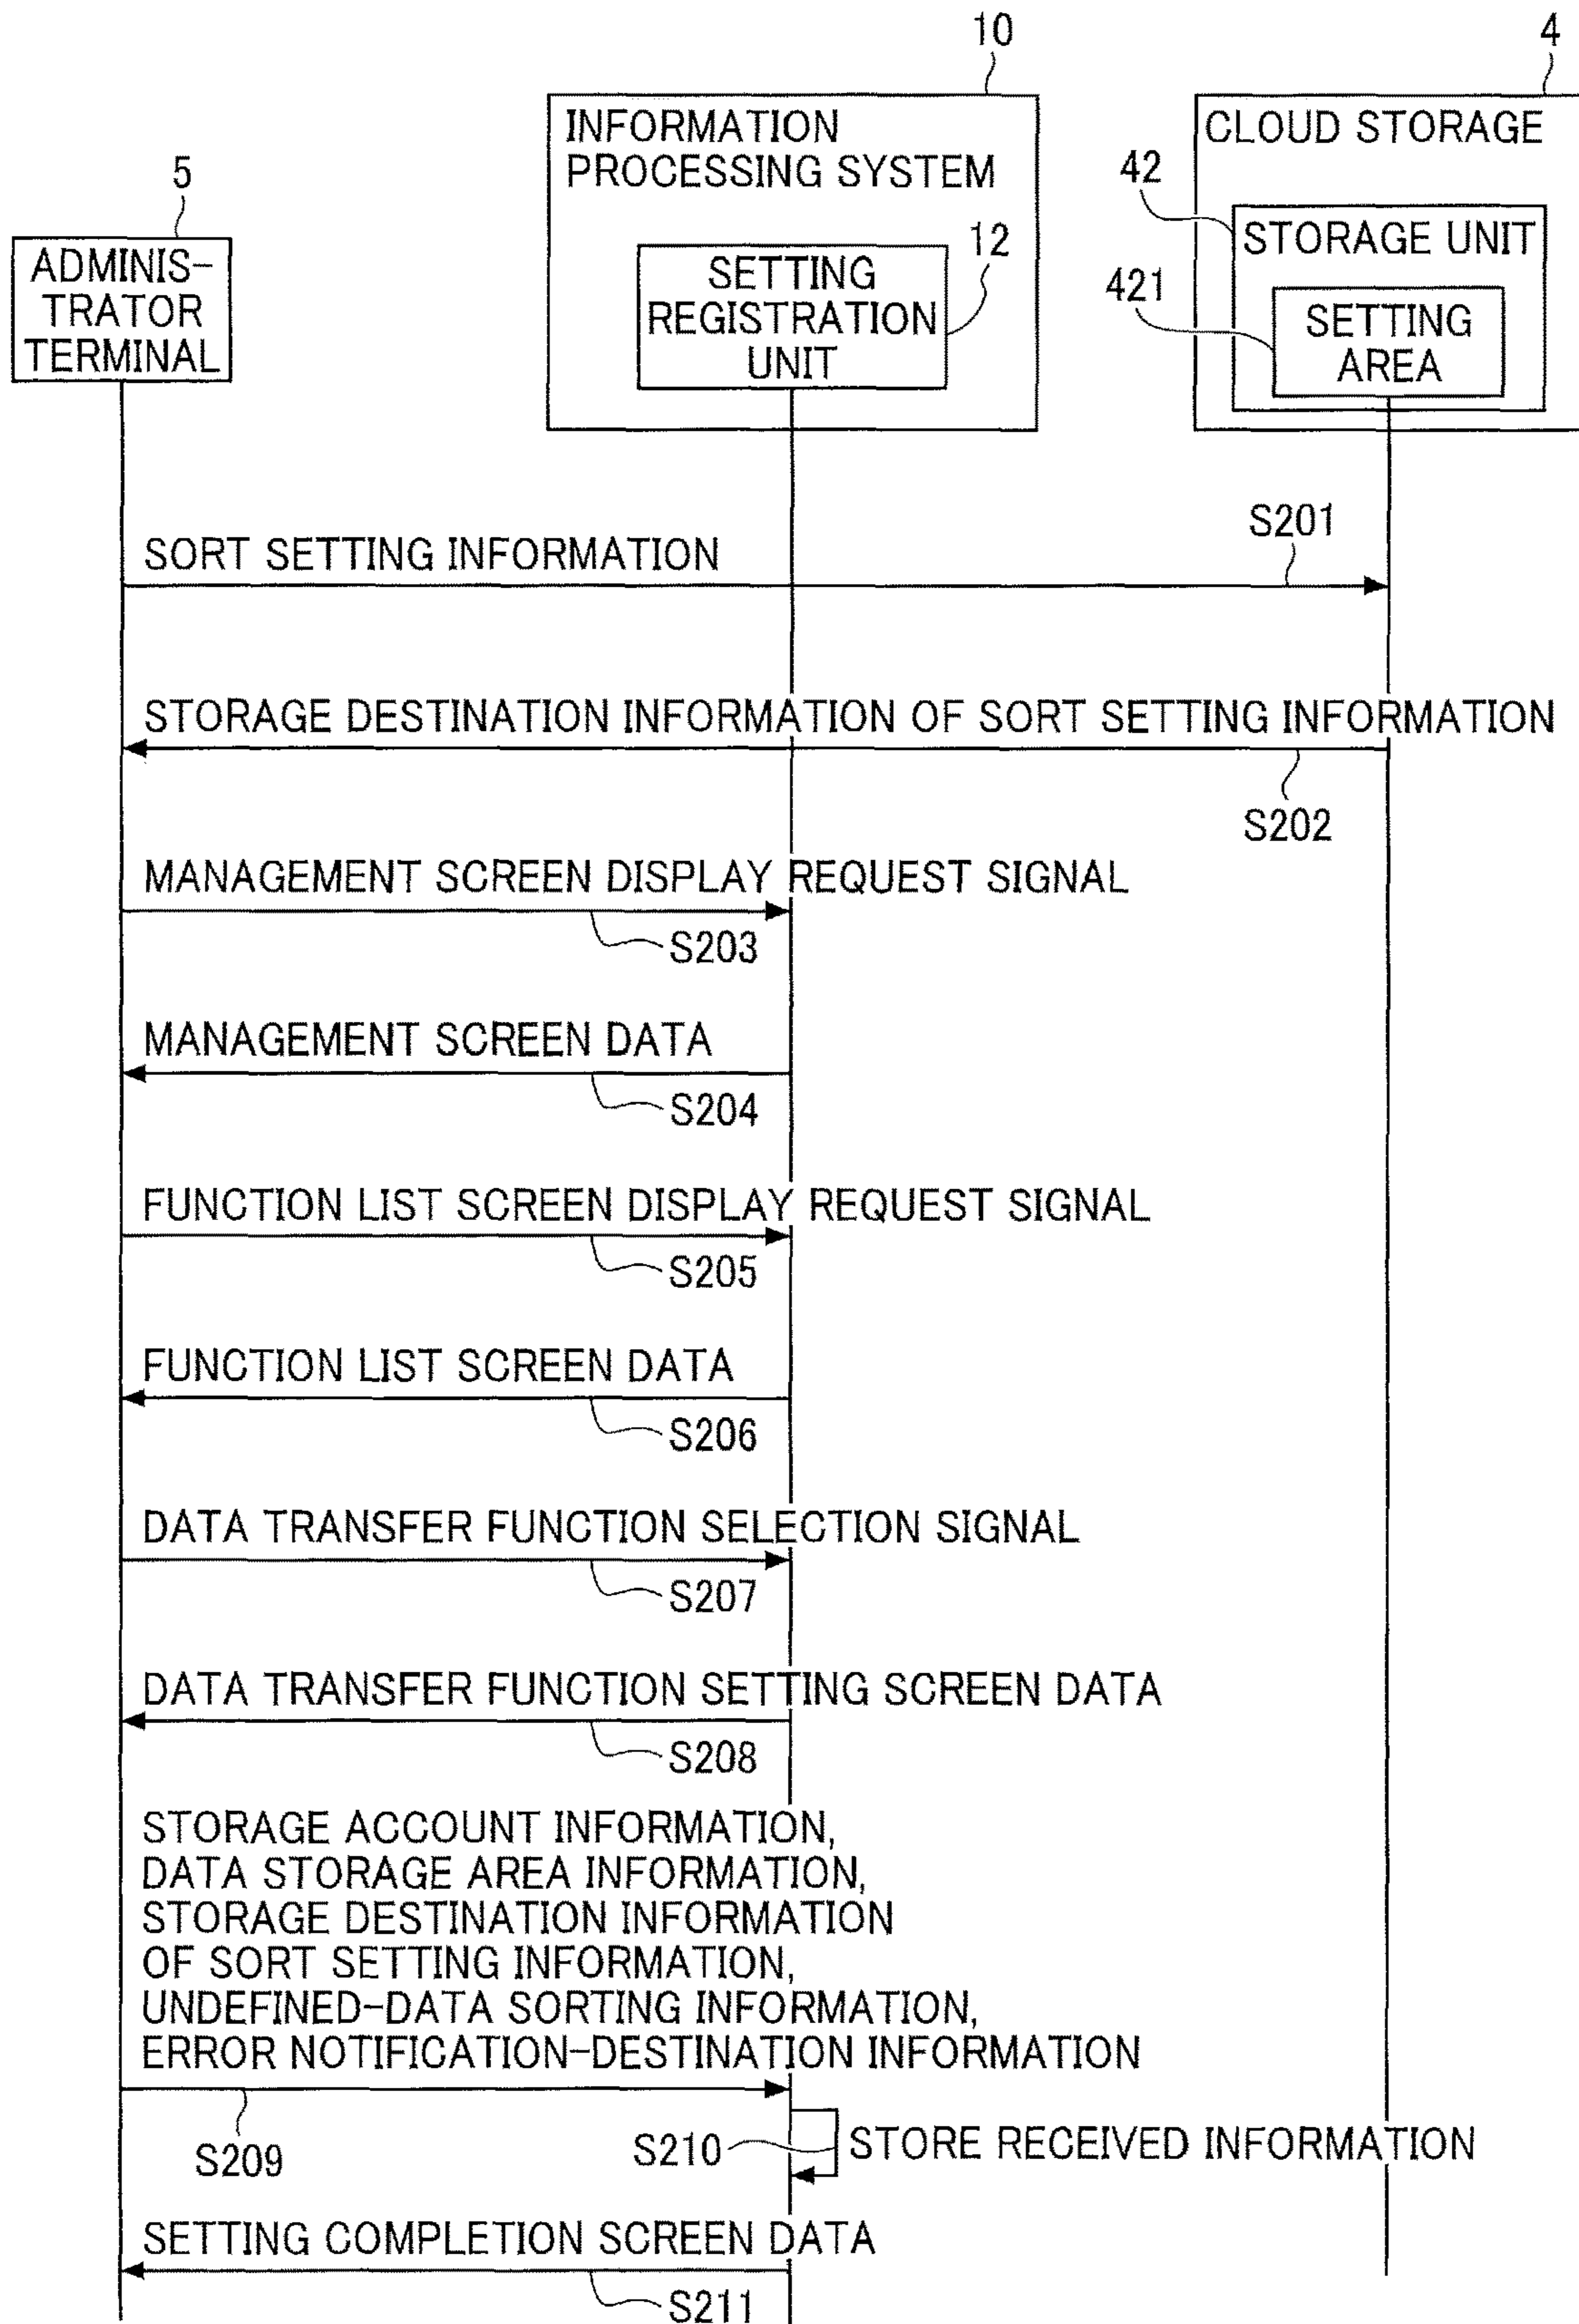 10
4
INFORMATION
PROCESSING SYSTEM
CLOUD STORAGE
5
42
STORAGE UNIT
ADMINIS-
TRATOR
TERMINAL
12
SETTING
REGISTRATION
UNIT
421
SETTING
AREA
S201
SORT SETTING INFORMATION
STORAGE DESTINATION INFORMATION OF SORT SETTING INFORMATION
S202
MANAGEMENT SCREEN DISPLAY REQUEST SIGNAL
S203
MANAGEMENT SCREEN DATA
S204
FUNCTION LIST SCREEN DISPLAY REQUEST SIGNAL
S205
FUNCTION LIST SCREEN DATA
S206
DATA TRANSFER FUNCTION SELECTION SIGNAL
S207
DATA TRANSFER FUNCTION SETTING SCREEN DATA
S208
STORAGE ACCOUNT INFORMATION,
DATA STORAGE AREA INFORMATION,
STORAGE DESTINATION INFORMATION
OF SORT SETTING INFORMATION,
UNDEFINED-DATA SORTING INFORMATION,
ERROR NOTIFICATION-DESTINATION INFORMATION
S209
S210
STORE RECEIVED INFORMATION
SETTING COMPLETION SCREEN DATA
S211